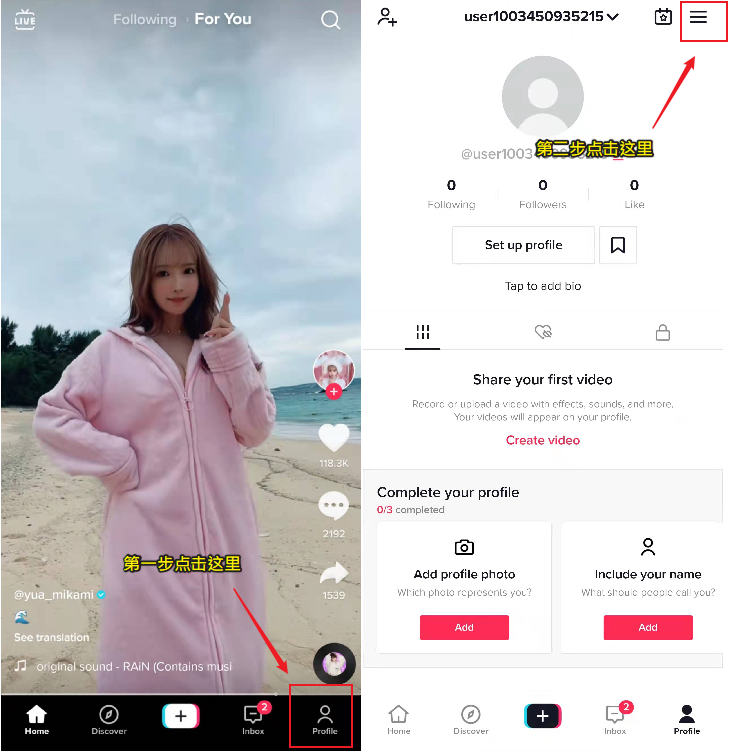 LIVE
Following
For You
118.3K
2192
第一步点击这里
1539
@yua_mikami
See translation
original sound - RAiN (Contains musi
Home
Discover
2
Inbox
Profile
user1003450935215
第二步点击这里
0
Following
0
Followers
0
Like
Set up profile
Tap to add bio
Share your first video
Record or upload a video with effects, sounds, and more.
Your videos will appear on your profile.
Create video
Complete your profile
0/3 completed
Add profile photo
Which photo represents you?
Add
Include your name
What should people call you?
Add
Home
Discover
2
Inbox
Profile